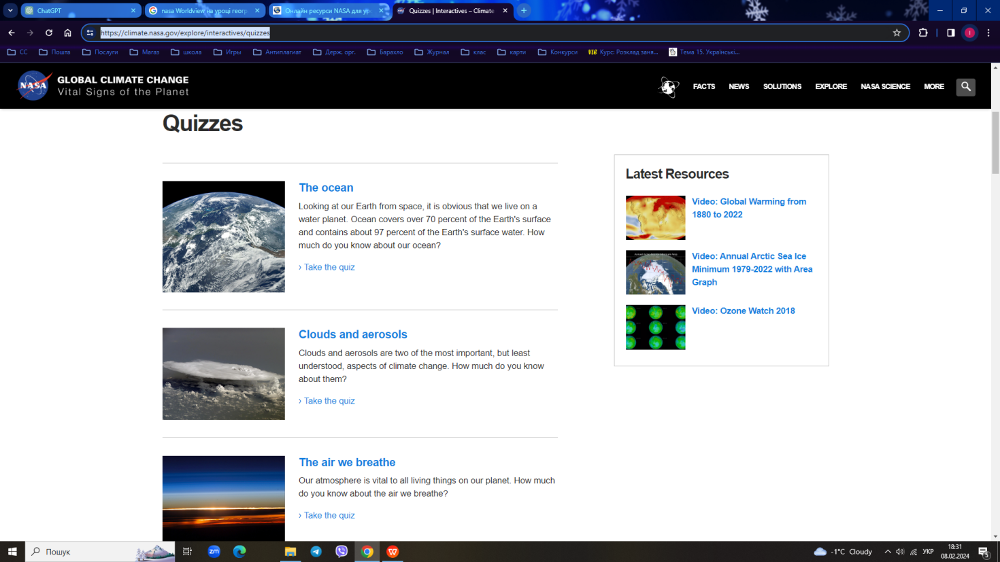 ChatGPT
nasa Worldview на уроці геогр
Онлайн ресурси NASA для ур
Quizzes | Interactives – Climate
https://climate.nasa.gov/explore/interactives/quizzes
СС
Пошта
Послуги
Магаз
школа
Игры
Антиплагиат
Держ. орг.
Барахло
Журнал
клас
карти
Конкурси
Курс: Розклад заня...
Тема 15. Українські...
NASA
GLOBAL CLIMATE CHANGE
Vital Signs of the Planet
FACTS
NEWS
SOLUTIONS
EXPLORE
NASA SCIENCE
MORE
Quizzes
The ocean
Looking at our Earth from space, it is obvious that we live on a
water planet. Ocean covers over 70 percent of the Earth's surface
and contains about 97 percent of the Earth's surface water. How
much do you know about our ocean?
› Take the quiz
Clouds and aerosols
Clouds and aerosols are two of the most important, but least
understood, aspects of climate change. How much do you know
about them?
› Take the quiz
The air we breathe
Our atmosphere is vital to all living things on our planet. How much
do you know about the air we breathe?
› Take the quiz
Latest Resources
Video: Global Warming from
1880 to 2022
Video: Annual Arctic Sea Ice
Minimum 1979-2022 with Area
Graph
Video: Ozone Watch 2018
Пошук
zm
-1°C Cloudy
УКР
18:31
08.02.2024
5